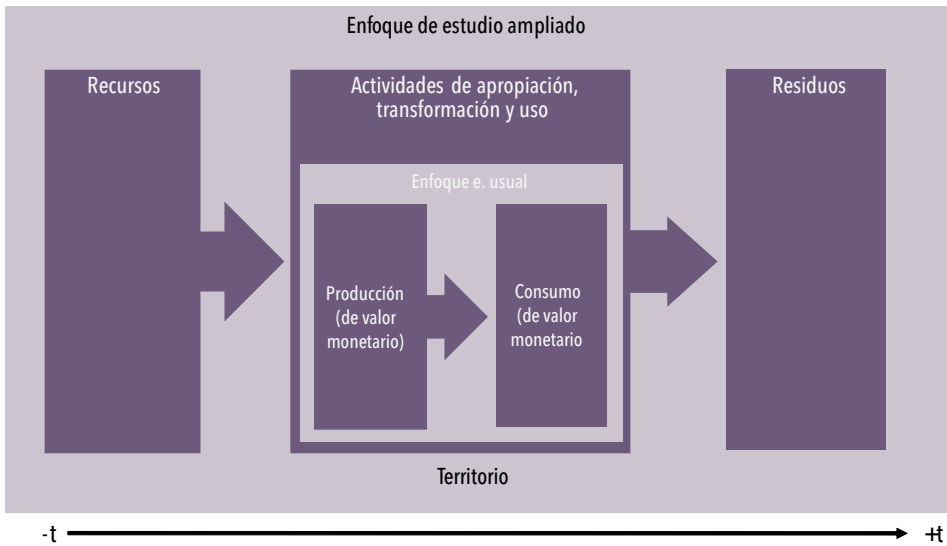 Enfoque de estudio ampliado
Recursos
Actividades de apropiación,
transformación y uso
Residuos
Enfoque e. usual
Producción
(de valor
monetario)
Consumo
(de valor
monetario
Territorio
-t
+t